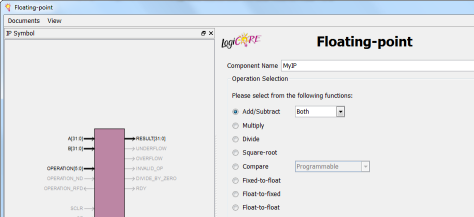 Floating-point
Documents View
IP Symbol
LogiCORE
Floating-point
Component Name MyIP
Operation Selection
Please select from the following functions:
Add/Subtract Both
Multiply
Divide
Square-root
Compare Programmable
Fixed-to-float
Float-to-fixed
Float-to-float
A[31:0]
B[31:0]
OPERATION[5:0]
OPERATION_ND
OPERATION_RFD
SCLR
RESULT[31:0]
UNDERFLOW
OVERFLOW
INVALID_OP
DIVIDE_BY_ZERO
RDY